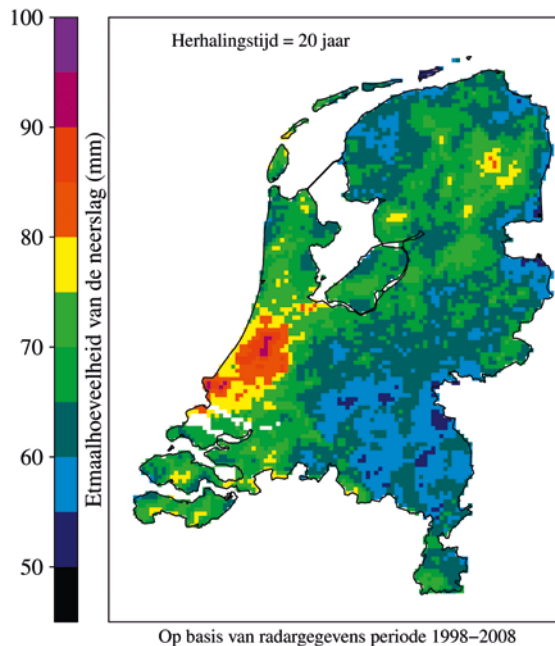 Herhalingstijd = 20 jaar
100
90
80
70
60
50
Etmaalhoeveelheid van de neerslag (mm)
Op basis van radargegevens periode 1998−2008